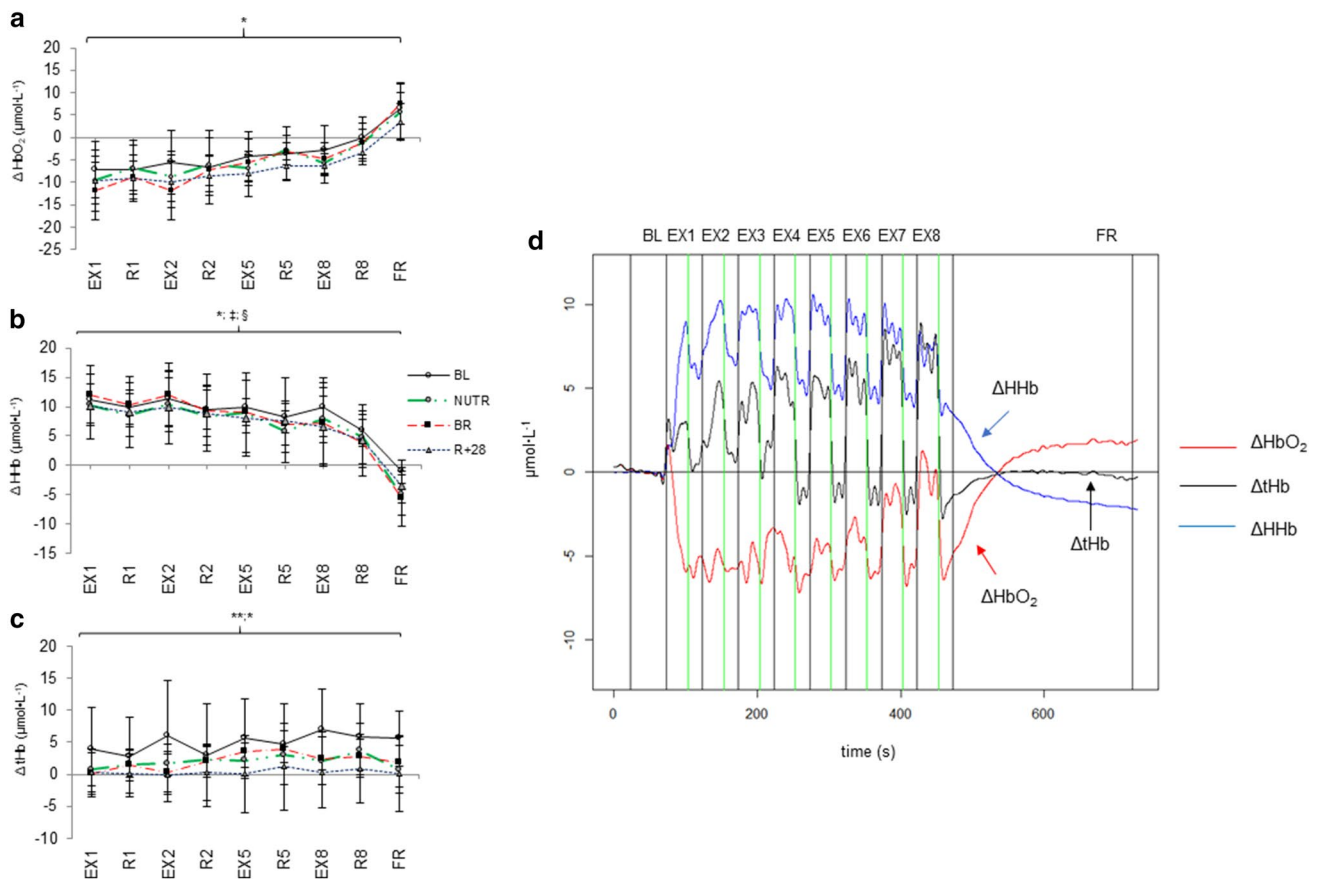 a
*
Δ HbO₂ (μmol·L⁻¹)
20
15
10
5
0
-5
-10
-15
-20
-25
EX1
R1
EX2
R2
EX5
R5
EX8
R8
FR
b
*; ‡; §
Δ HHb (μmol·L⁻¹)
20
15
10
5
0
-5
-10
-15
EX1
R1
EX2
R2
EX5
R5
EX8
R8
FR
BL
NUTR
BR
R+28
c
**;*
Δ tHb (μmol•L⁻¹)
20
15
10
5
0
-5
-10
EX1
R1
EX2
R2
EX5
R5
EX8
R8
FR
d
BL EX1 EX2 EX3 EX4 EX5 EX6 EX7 EX8 FR
μmol·L⁻¹
10
5
0
-5
-10
0 200 400 600
time (s)
ΔHHb
ΔtHb
ΔHbO₂
ΔHbO₂
ΔtHb
ΔHHb